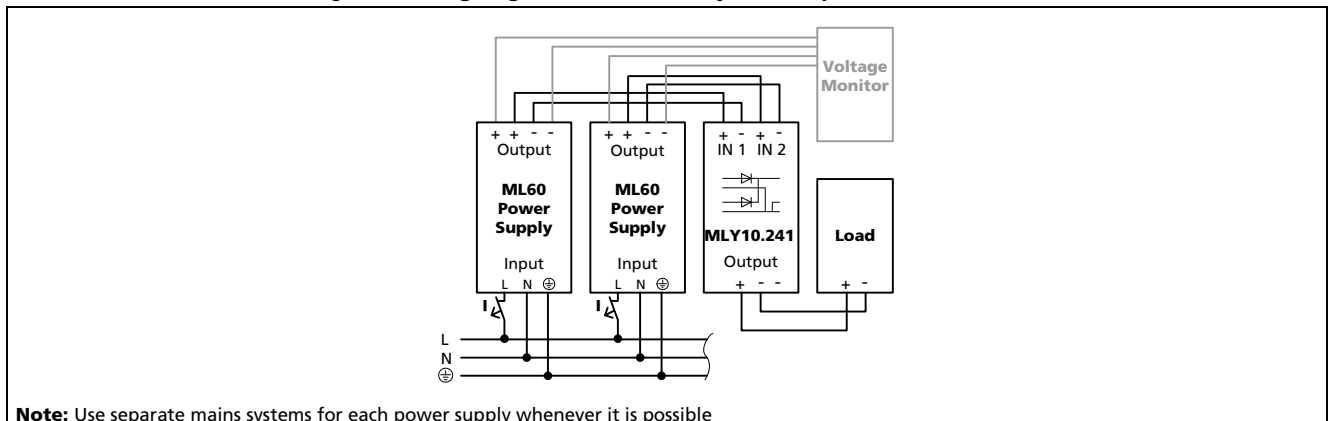 Voltage
Monitor
+ + - -
Output
ML60
Power
Supply
Input
L N
I
+ + - -
Output
ML60
Power
Supply
Input
L N
I
+ - + -
IN 1 IN 2
MLY10.241
Output
+ - -
Load
+ -
L
N
Note: Use separate mains systems for each power supply whenever it is possible